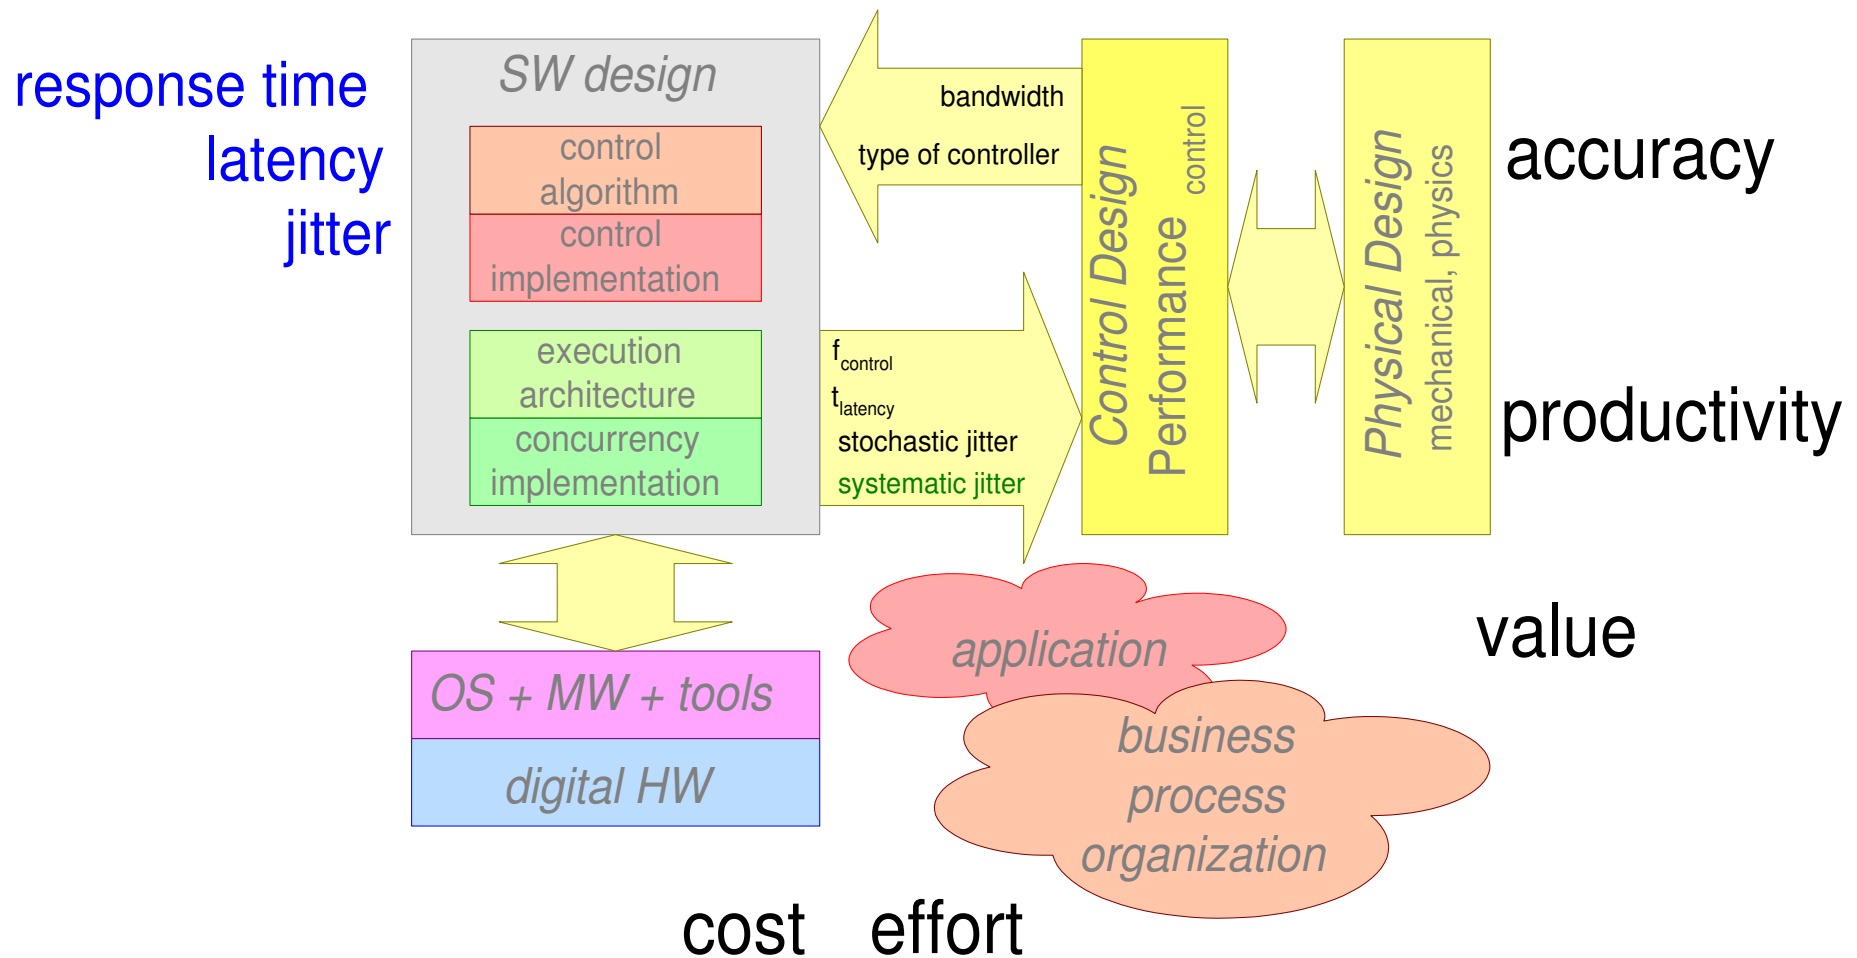 response time
latency
jitter
SW design
control
algorithm
control
implementation
execution
architecture
concurrency
implementation
bandwidth
type of controller
f_control
t_latency
stochastic jitter
systematic jitter
Control Design
Performance control
Physical Design
mechanical, physics
accuracy
productivity
value
OS + MW + tools
digital HW
application
business
process
organization
cost effort